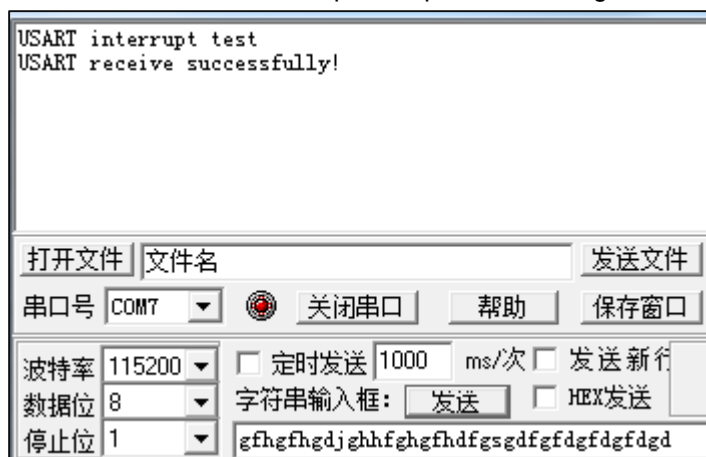 USART interrupt test
USART receive successfully!
打开文件 文件名 发送文件
串口号 COM7 关闭串口 帮助 保存窗口
波特率 115200 定时发送 1000 ms/次 发送新行
数据位 8 字符串输入框： 发送 HEX发送
停止位 1 gfhgfhgdjghhfghgfhdfgsgdfgfdgfdgfdgd